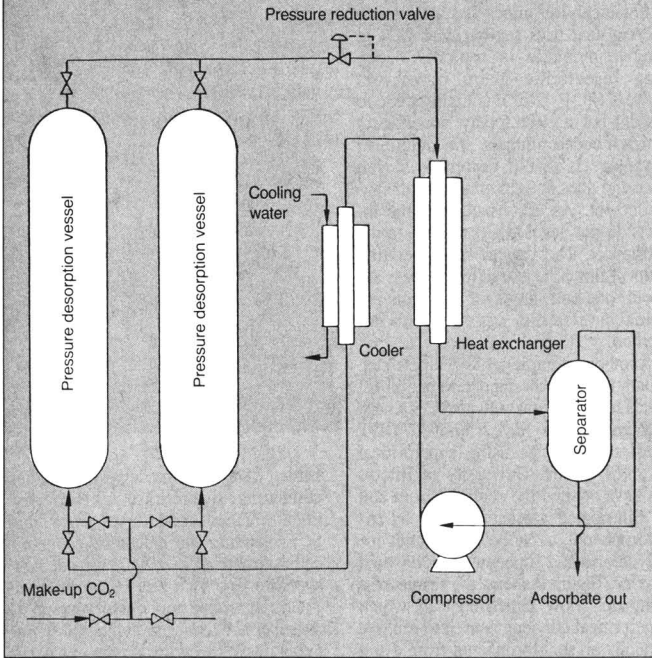 Pressure reduction valve
Pressure desorption vessel
Pressure desorption vessel
Cooling
water
Cooler
Heat exchanger
Separator
Make-up CO₂
Compressor
Adsorbate out